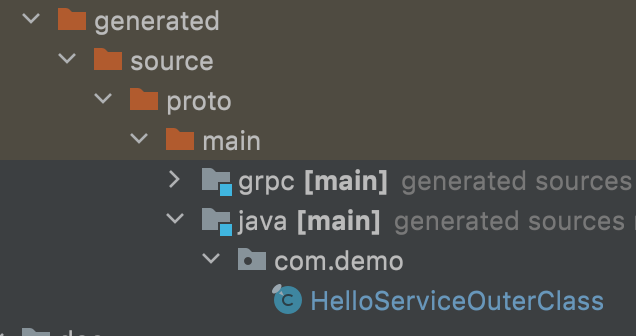 generated
source
proto
main
grpc [main] generated sources
java [main] generated sources
com.demo
HelloServiceOuterClass